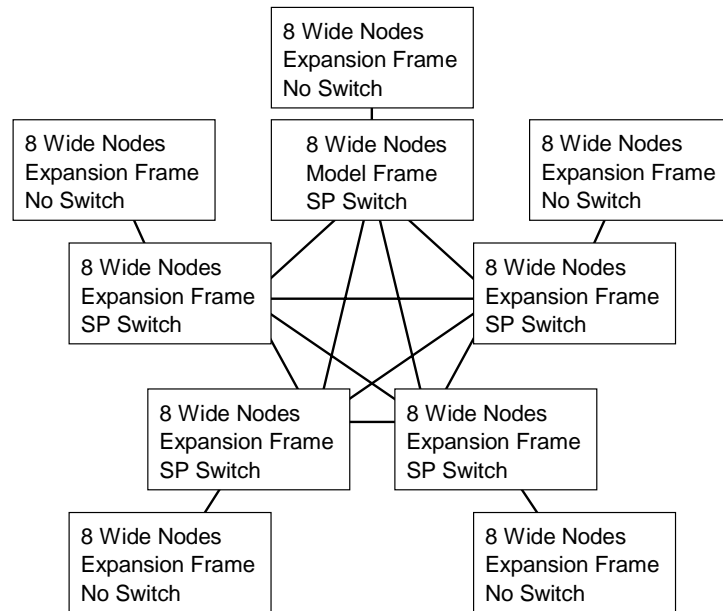 8 Wide Nodes
Expansion Frame
No Switch
8 Wide Nodes
Model Frame
SP Switch
8 Wide Nodes
Expansion Frame
No Switch
8 Wide Nodes
Expansion Frame
No Switch
8 Wide Nodes
Expansion Frame
SP Switch
8 Wide Nodes
Expansion Frame
SP Switch
8 Wide Nodes
Expansion Frame
SP Switch
8 Wide Nodes
Expansion Frame
SP Switch
8 Wide Nodes
Expansion Frame
No Switch
8 Wide Nodes
Expansion Frame
No Switch